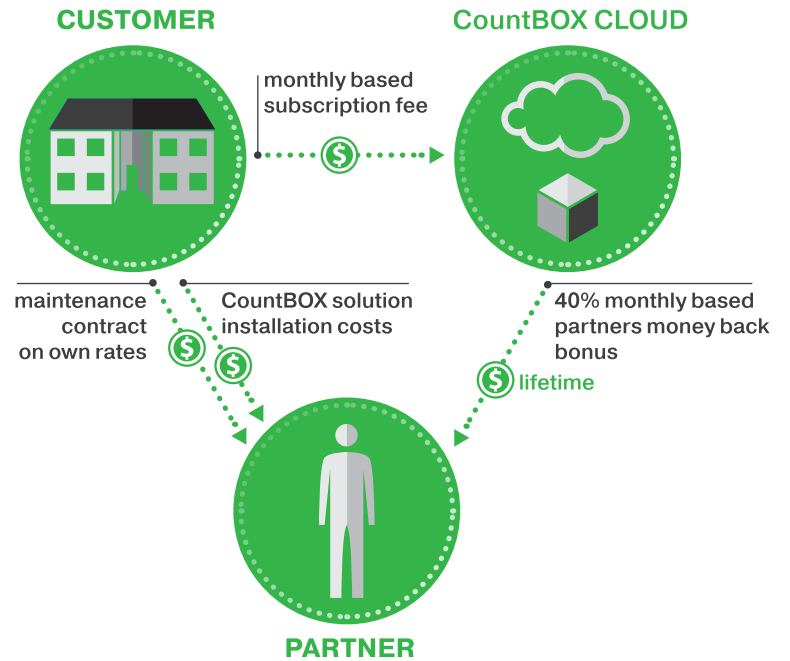 CUSTOMER
CountBOX CLOUD
monthly based
subscription fee
$
maintenance
contract
on own rates
$
CountBOX solution
installation costs
$
40% monthly based
partners money back
bonus
$
lifetime
PARTNER